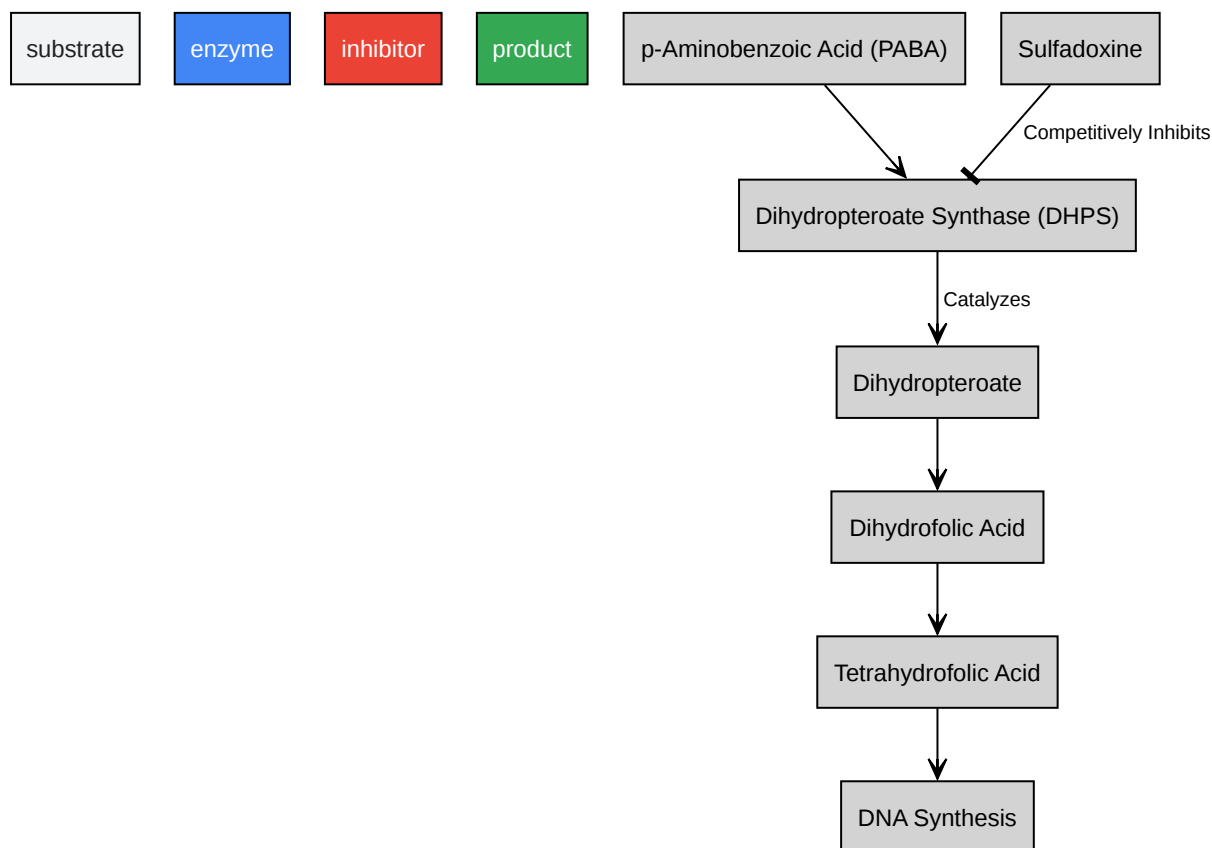 substrate
enzyme
inhibitor
product
p-Aminobenzoic Acid (PABA)
Sulfadoxine
Competitively Inhibits
Dihydropteroate Synthase (DHPS)
Catalyzes
Dihydropteroate
Dihydrofolic Acid
Tetrahydrofolic Acid
DNA Synthesis